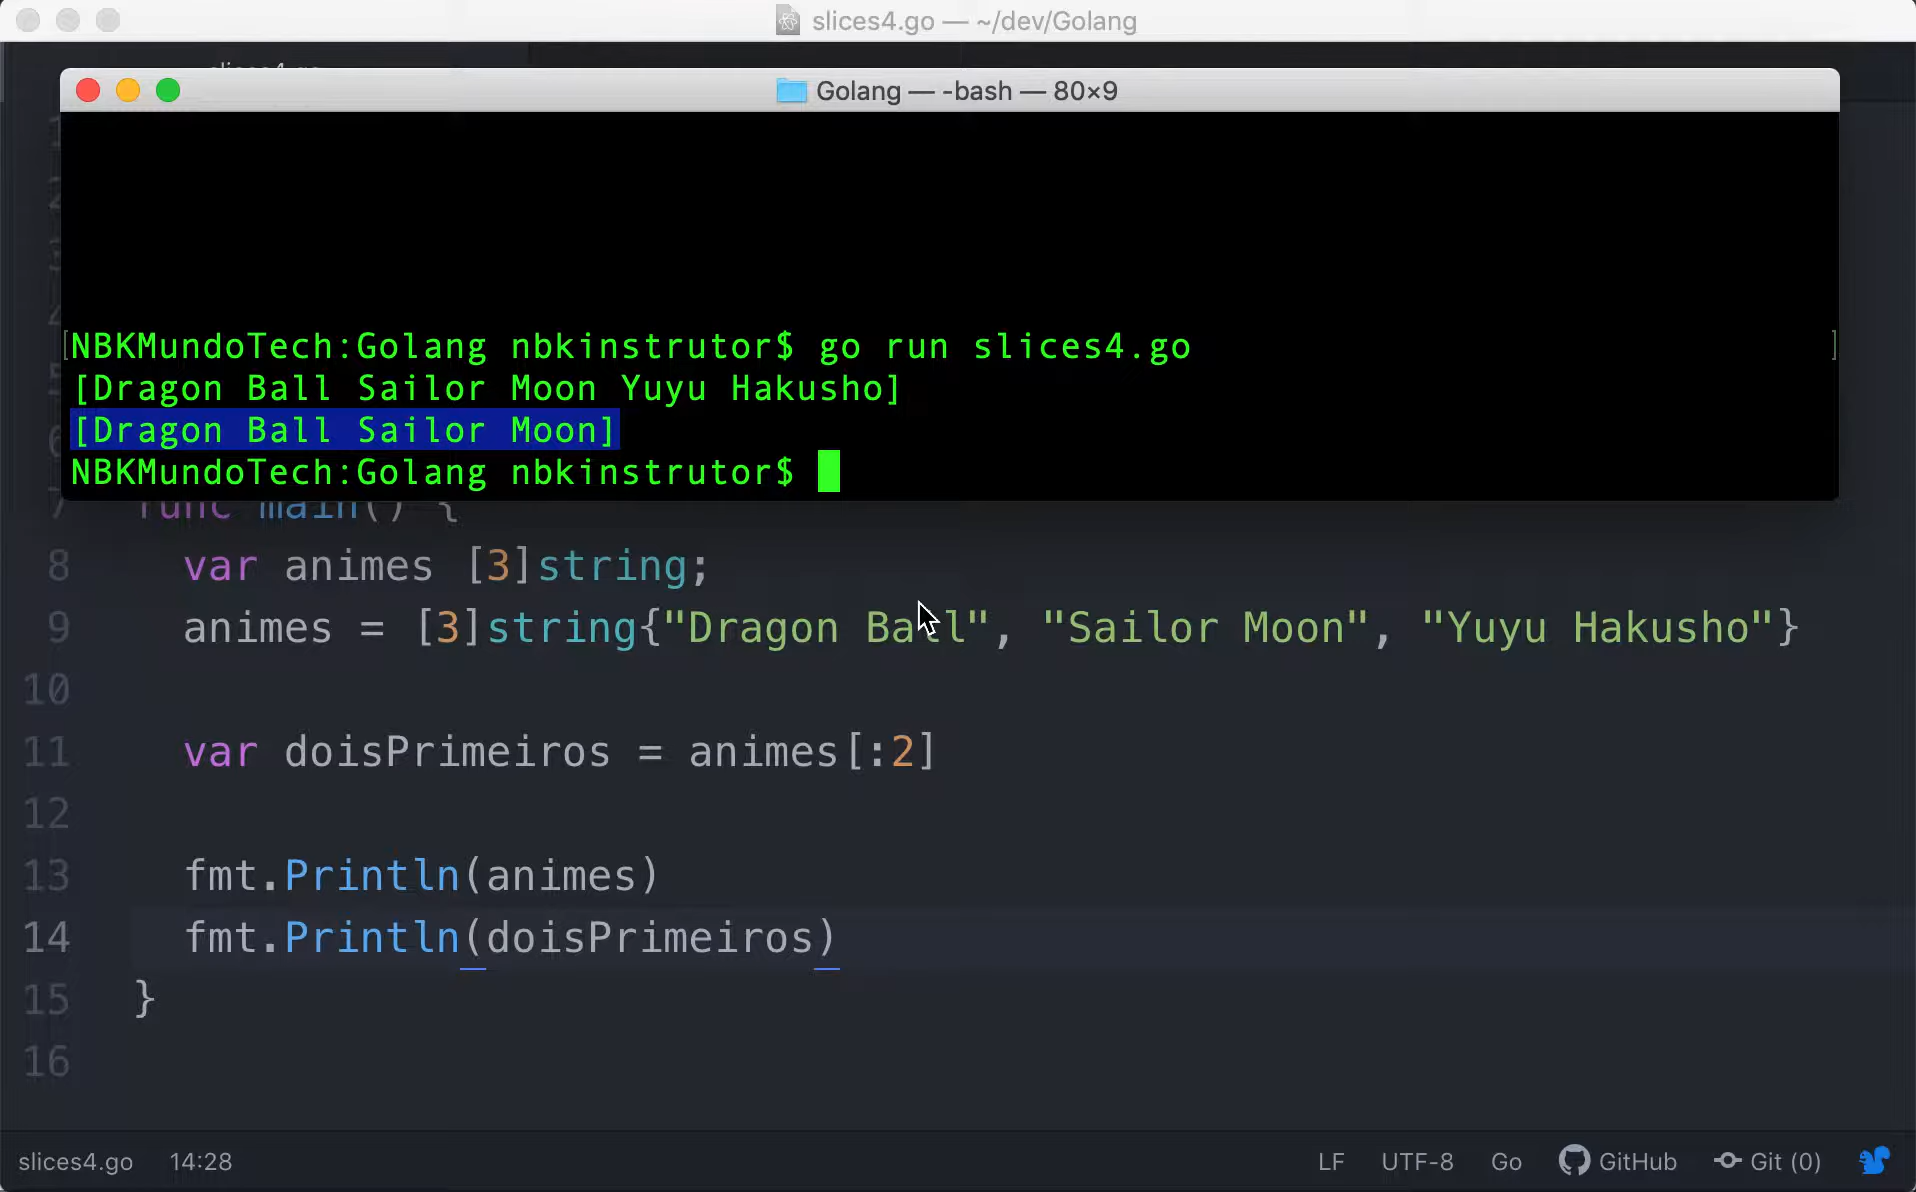 slices4.go — ~/dev/Golang
Golang — -bash — 80×9
[NBKMundoTech:Golang nbkinstrutor$ go run slices4.go ]
[Dragon Ball Sailor Moon Yuyu Hakusho]
[Dragon Ball Sailor Moon]
NBKMundoTech:Golang nbkinstrutor$
7 func main() {
8 var animes [3]string;
9 animes = [3]string{"Dragon Ball", "Sailor Moon", "Yuyu Hakusho"}
10
11 var doisPrimeiros = animes[:2]
12
13 fmt.Println(animes)
14 fmt.Println(doisPrimeiros)
15 }
16
slices4.go 14:28 LF UTF-8 Go GitHub Git (0)